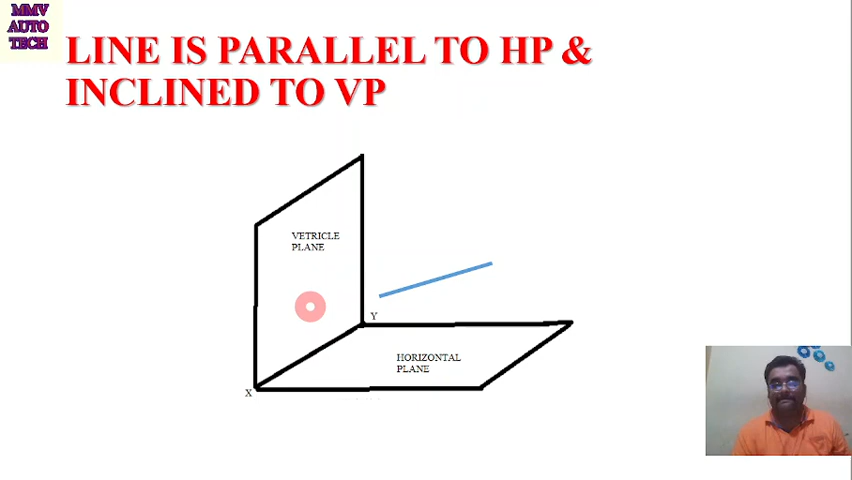 MMV
AUTO
TECH
LINE IS PARALLEL TO HP &
INCLINED TO VP
VETRICLE
PLANE
Y
HORIZONTAL
PLANE
X